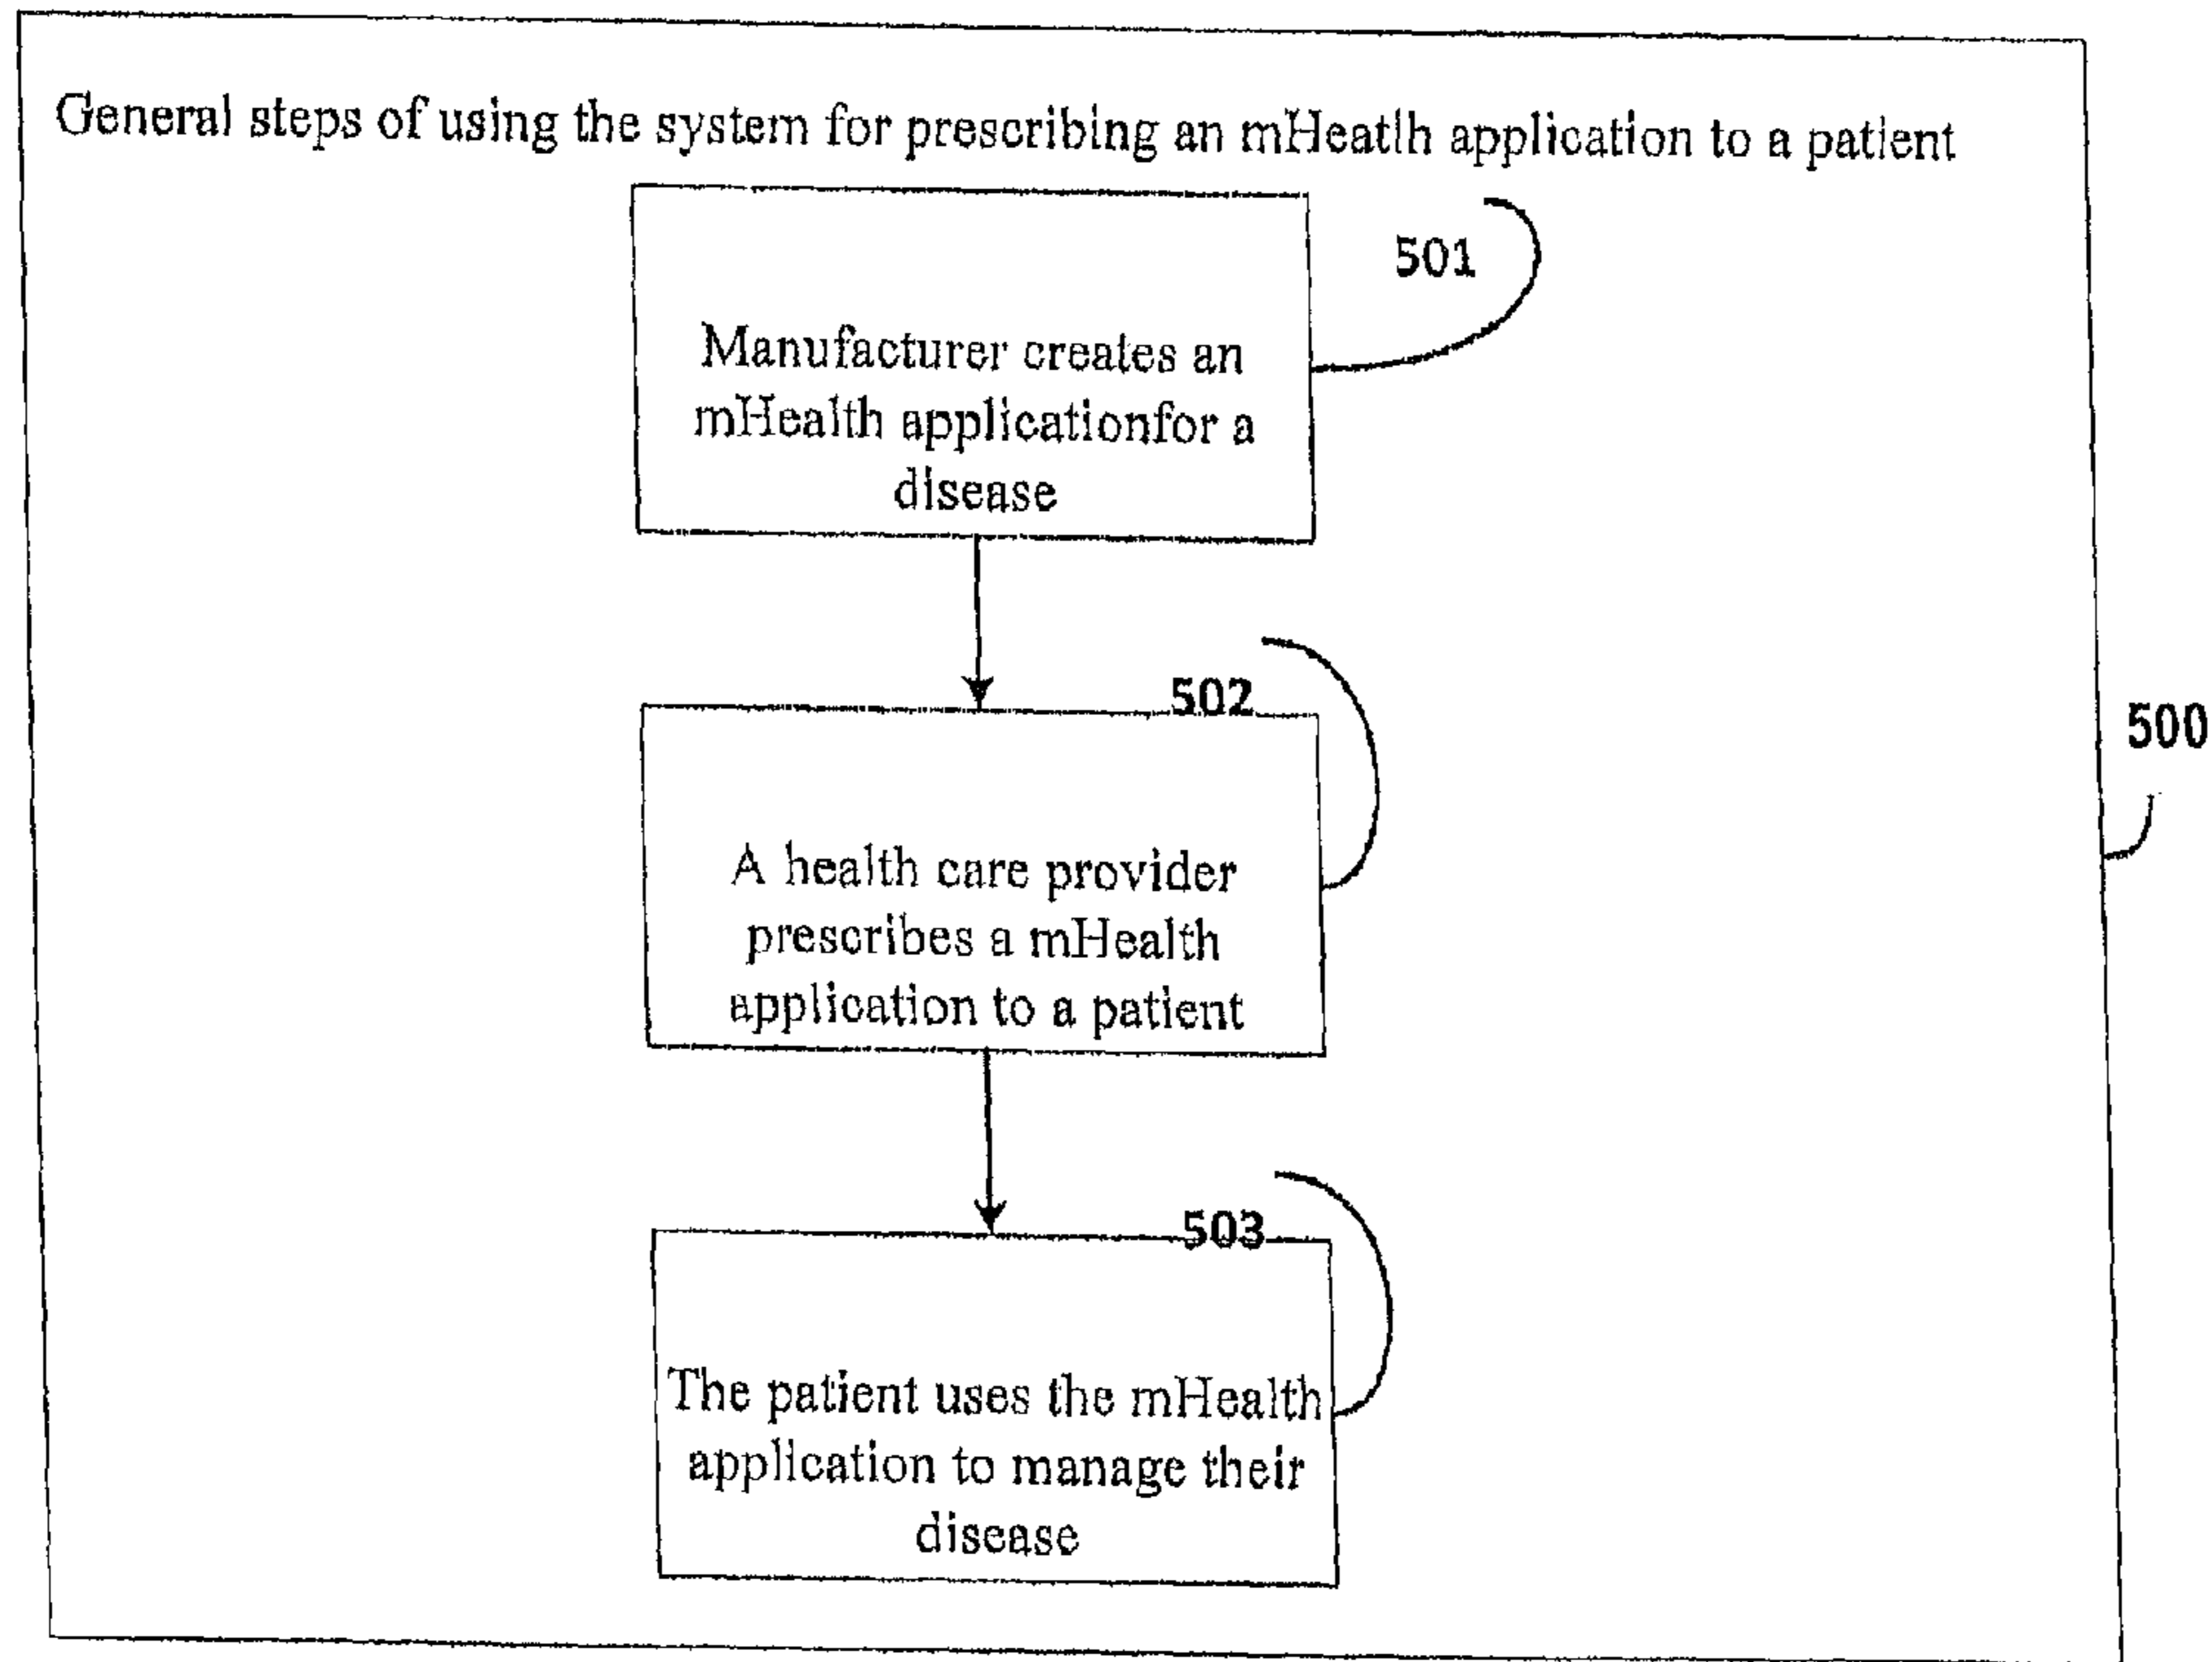 General steps of using the system for prescribing an mHeatlh application to a patient
501
Manufacturer creates an
mHealth applicationfor a
disease
502
A health care provider
prescribes a mHealth
application to a patient
500
503
The patient uses the mHealth
application to manage their
disease